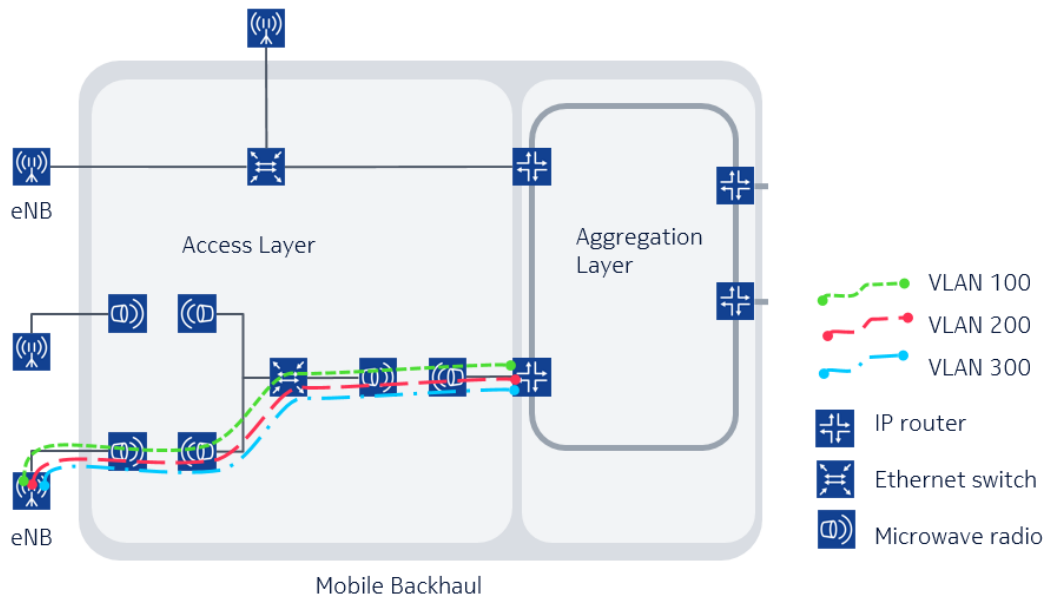 eNB
Access Layer
Aggregation
Layer
VLAN 100
VLAN 200
VLAN 300
IP router
Ethernet switch
Microwave radio
eNB
Mobile Backhaul